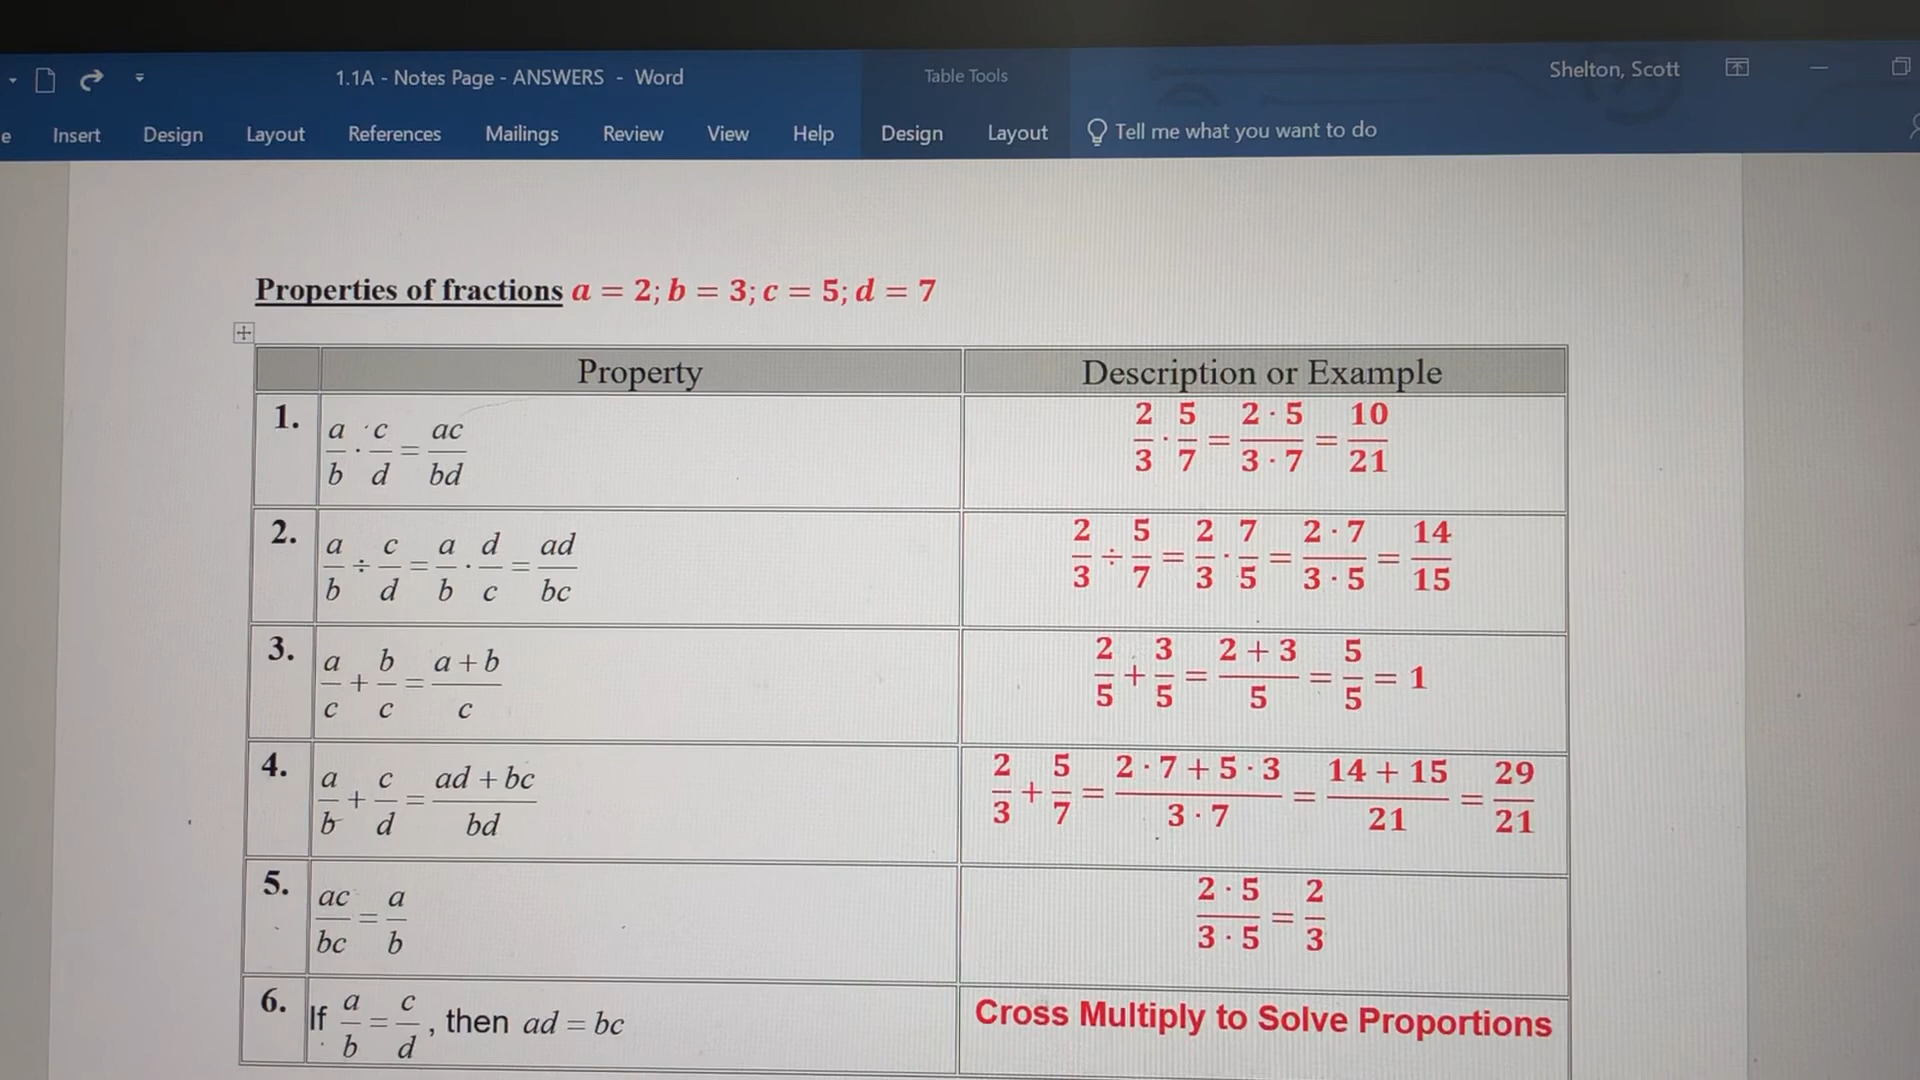 1.1A - Notes Page - ANSWERS - Word
Table Tools
Shelton, Scott
e Insert Design Layout References Mailings Review View Help Design Layout Tell me what you want to do
Properties of fractions a = 2; b = 3; c = 5; d = 7
Property Description or Example
1. a/b · c/d = ac/bd 2/3 · 5/7 = 2 · 5/3 · 7 = 10/21
2. a/b ÷ c/d = a/b · d/c = ad/bc 2/3 ÷ 5/7 = 2/3 · 7/5 = 2 · 7/3 · 5 = 14/15
3. a/c + b/c = a + b/c 2/5 + 3/5 = 2 + 3/5 = 5/5 = 1
4. a/b + c/d = ad + bc/bd 2/3 + 5/7 = 2 · 7 + 5 · 3/3 · 7 = 14 + 15/21 = 29/21
5. ac/bc = a/b 2 · 5/3 · 5 = 2/3
6. If a/b = c/d, then ad = bc Cross Multiply to Solve Proportions